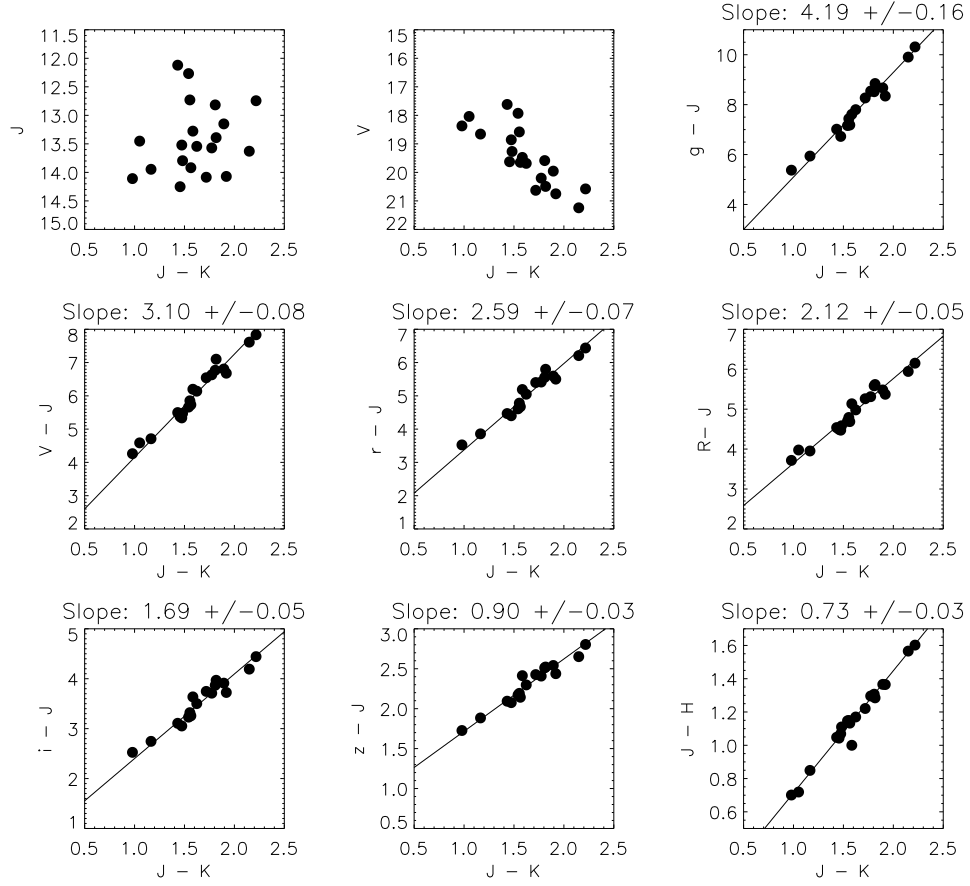 11.5
12.0
12.5
13.0
13.5
14.0
14.5
15.0
J
0.5 1.0 1.5 2.0 2.5
J − K
15
16
17
18
19
20
21
22
V
0.5 1.0 1.5 2.0 2.5
J − K
Slope: 4.19 +/−0.16
10
8
6
4
g − J
0.5 1.0 1.5 2.0 2.5
J − K
Slope: 3.10 +/−0.08
8
7
6
5
4
3
2
V − J
0.5 1.0 1.5 2.0 2.5
J − K
Slope: 2.59 +/−0.07
7
6
5
4
3
2
1
r − J
0.5 1.0 1.5 2.0 2.5
J − K
Slope: 2.12 +/−0.05
7
6
5
4
3
2
R− J
0.5 1.0 1.5 2.0 2.5
J − K
Slope: 1.69 +/−0.05
5
4
3
2
1
i − J
0.5 1.0 1.5 2.0 2.5
J − K
Slope: 0.90 +/−0.03
3.0
2.5
2.0
1.5
1.0
0.5
z − J
0.5 1.0 1.5 2.0 2.5
J − K
Slope: 0.73 +/−0.03
1.6
1.4
1.2
1.0
0.8
0.6
J − H
0.5 1.0 1.5 2.0 2.5
J − K